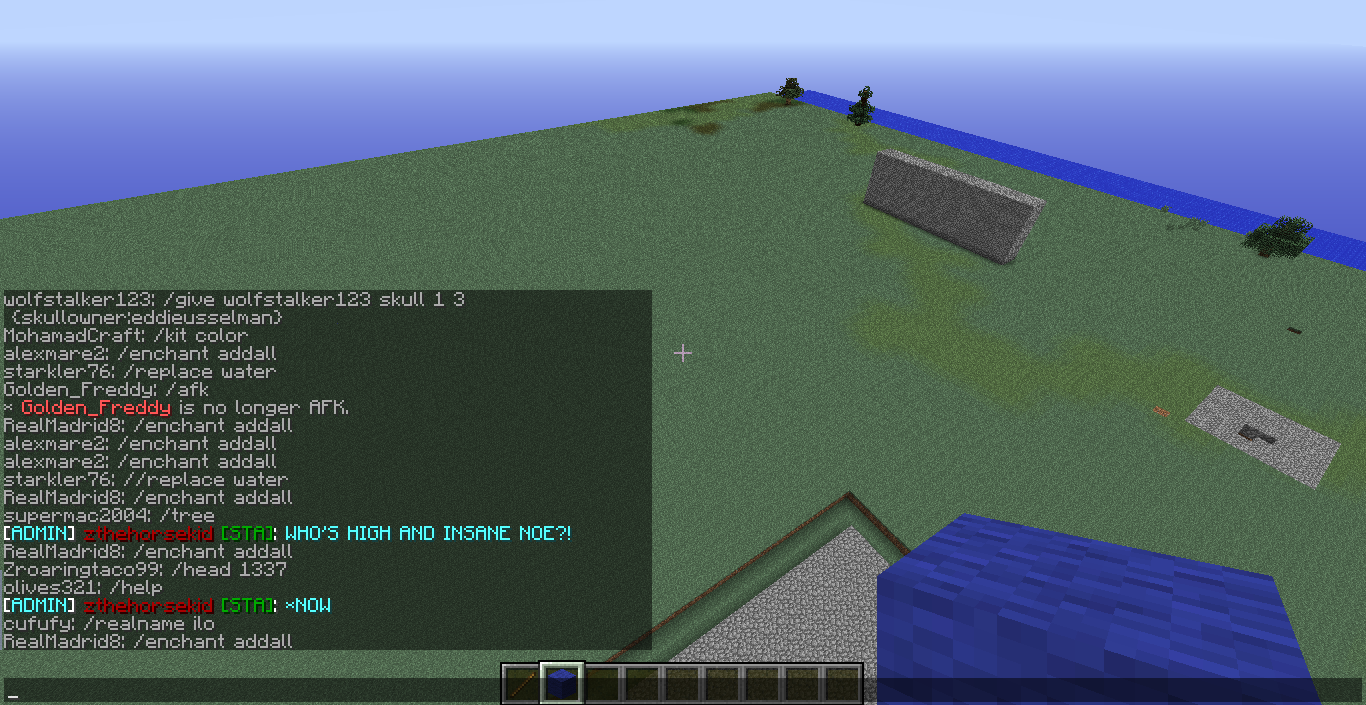 wolfstalker123: /give wolfstalker123 skull 1 3
{skullowner:eddieusselman}
MohamadCraft: /kit color
alexmare2: /enchant addall
starkler76: /replace water
Golden_Freddy: /afk
* Golden_Freddy is no longer AFK.
RealMadrid8: /enchant addall
alexmare2: /enchant addall
alexmare2: /enchant addall
starkler76: //replace water
RealMadrid8: /enchant addall
supermac2004: /tree
[ADMIN] zthehorsekid [STA]: WHO'S HIGH AND INSANE NOE?!
RealMadrid8: /enchant addall
Zroaringtaco99: /head 1337
olives321: /help
[ADMIN] zthehorsekid [STA]: *NOW
cufufy: /realname ilo
RealMadrid8: /enchant addall
_